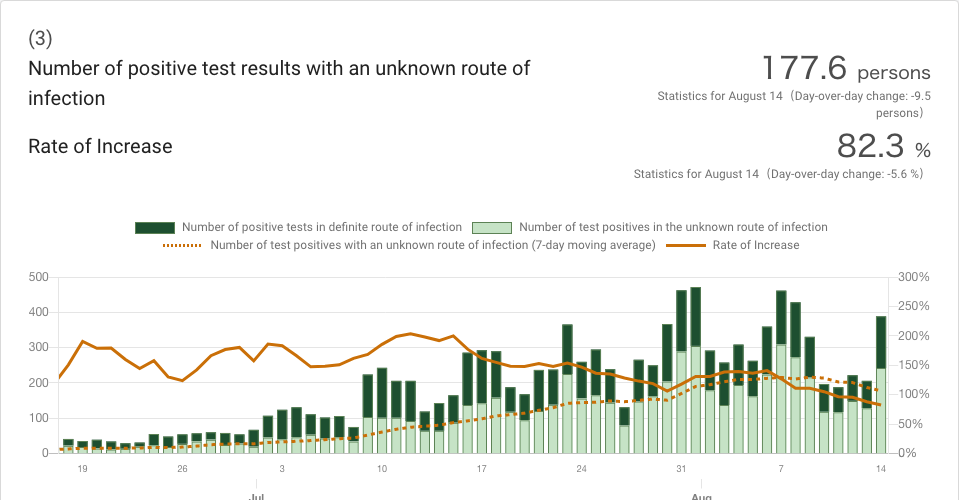 (3)
Number of positive test results with an unknown route of
infection
177.6 persons
Statistics for August 14（Day-over-day change: -9.5
persons）
Rate of Increase
82.3 %
Statistics for August 14（Day-over-day change: -5.6 %）
Number of positive tests in definite route of infection Number of test positives in the unknown route of infection
Number of test positives with an unknown route of infection (7-day moving average) Rate of Increase
500 300%
250%
400
200%
300
150%
200
100%
100
50%
0 0%
19 26 3 10 17 24 31 7 14
Jul Aug